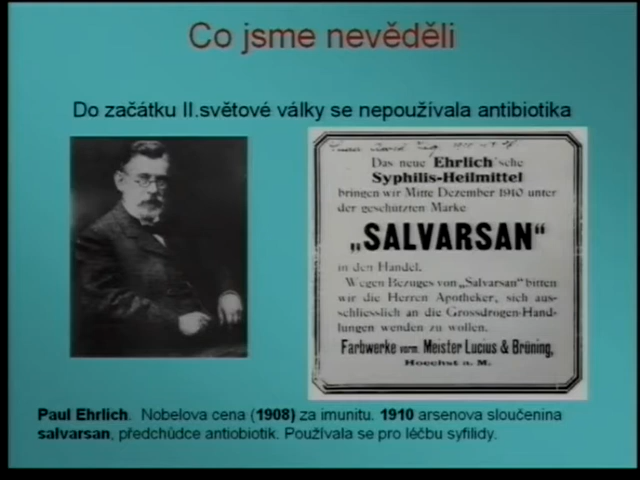 Co jsme nevěděli
Do začátku II.světové války se nepoužívala antibiotika
Das neue Ehrlich'sche
Syphilis-Heilmittel
bringen wir Mitte Dezember 1910 unter
der geschützten Marke
„SALVARSAN“
in den Handel.
Wegen Bezuges von „Salvarsan“ bitten
wir die Herren Apotheker, sich aus-
schliesslich an die Grossdrogen-Hand-
lungen wenden zu wollen.
Farbwerke vorm. Meister Lucius & Brüning,
Hoechst a. M.
Paul Ehrlich. Nobelova cena (1908) za imunitu. 1910 arsenova sloučenina
salvarsan, předchůdce antiobiotik. Používala se pro léčbu syfilidy.